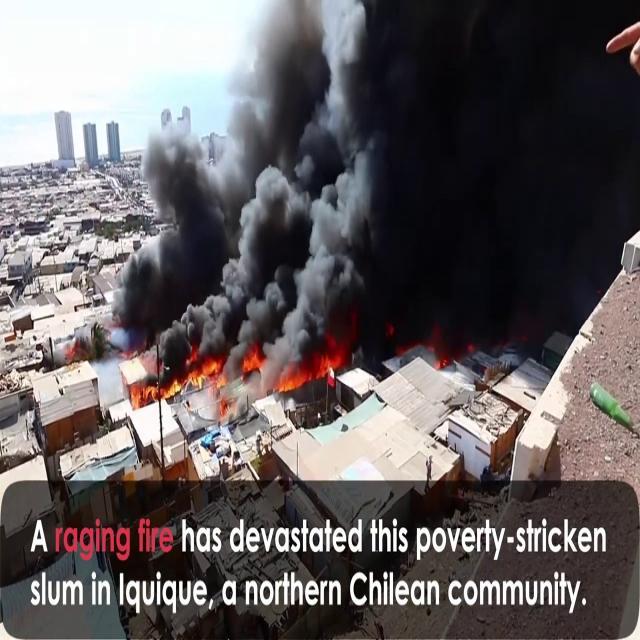 A raging fire has devastated this poverty-stricken
slum in Iquique, a northern Chilean community.